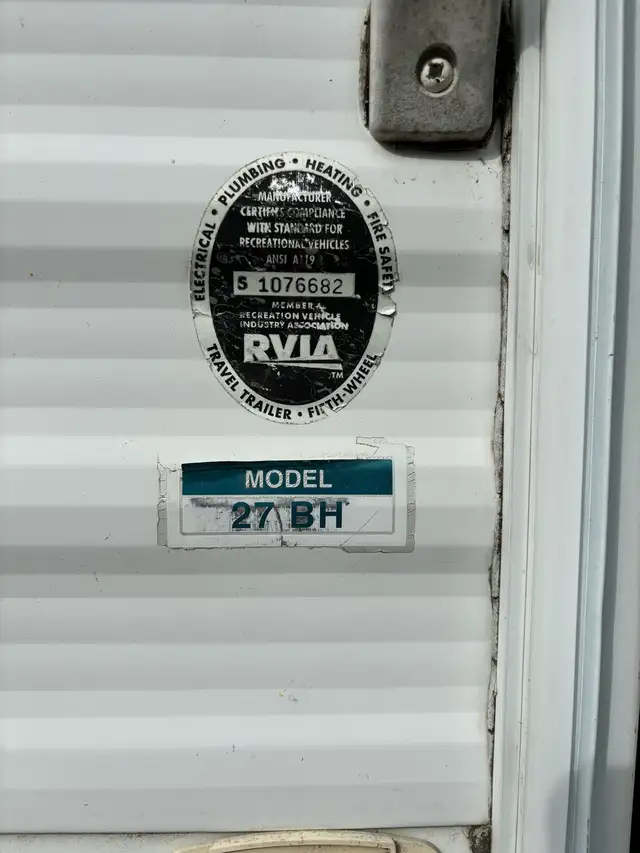 ELECTRICAL • PLUMBING • HEATING • FIRE SAFETY
MANUFACTURER
CERTIFIES COMPLIANCE
WITH STANDARD FOR
RECREATIONAL VEHICLES
ANSI A119
S 1076682
MEMBER
RECREATION VEHICLE
INDUSTRY ASSOCIATION
RVIA
TM
TRAVEL TRAILER • FIFTH-WHEEL
MODEL
27 BH